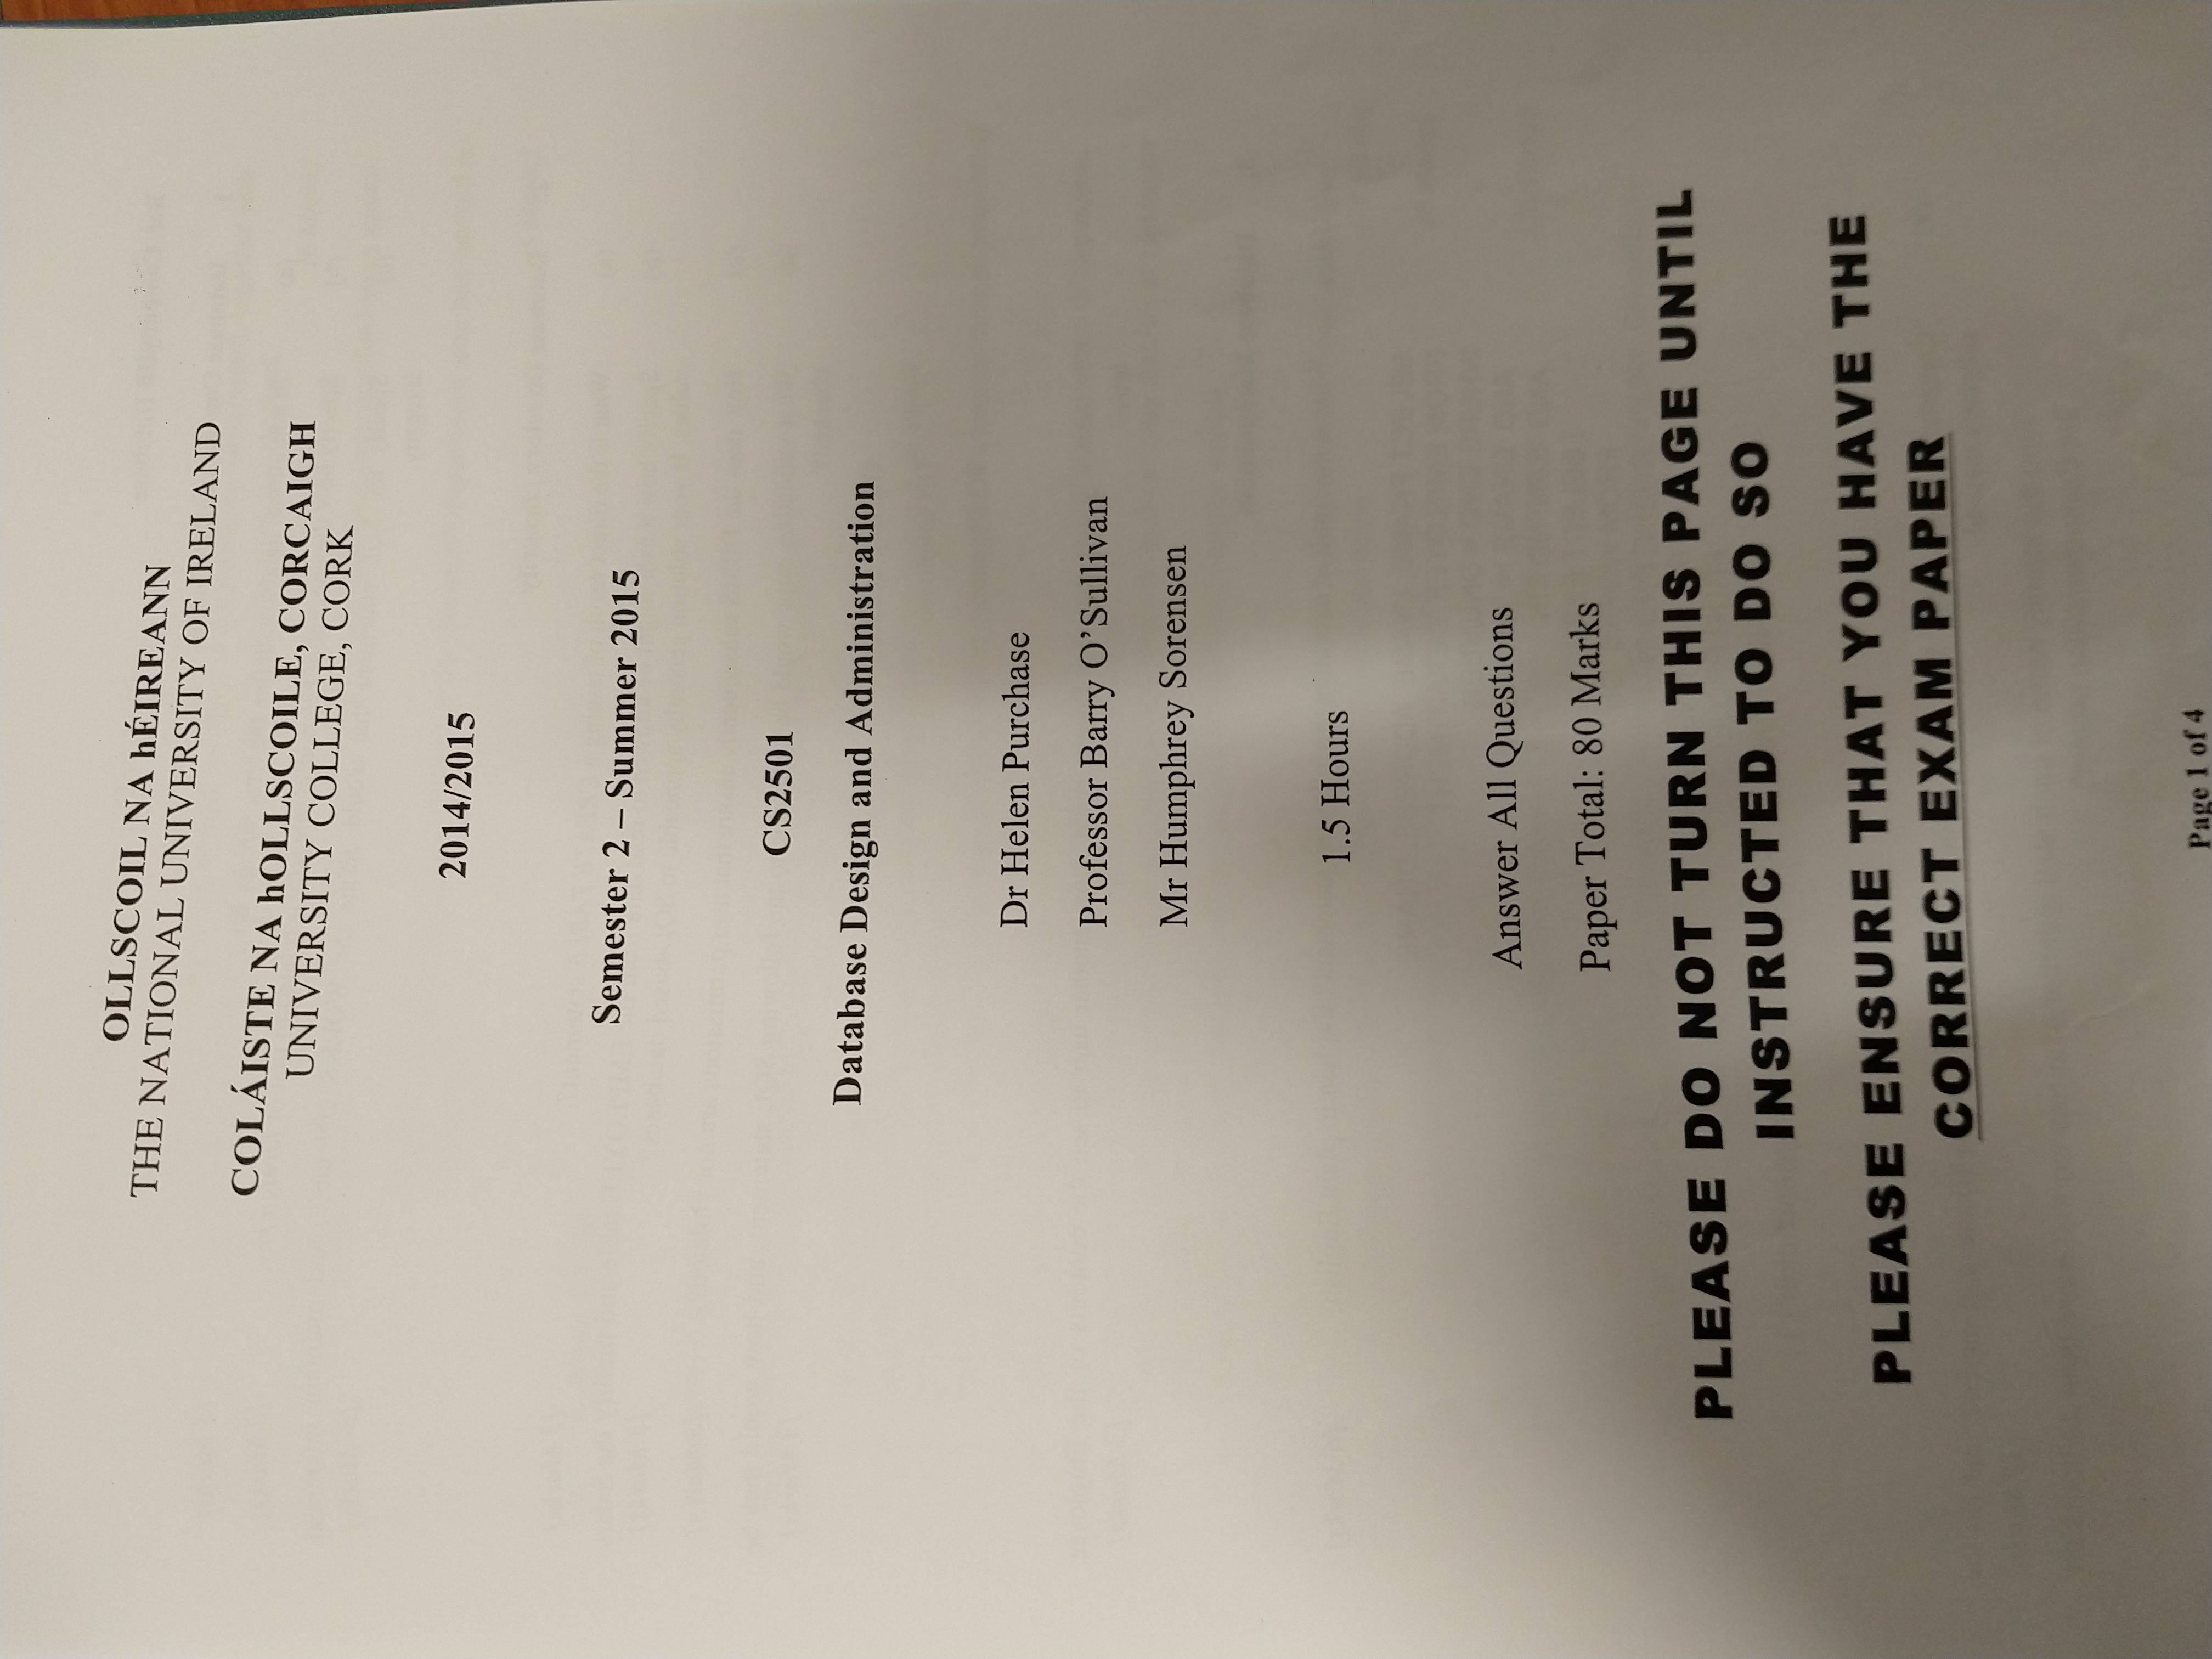 OLLSCOIL NA hÉIREANN
THE NATIONAL UNIVERSITY OF IRELAND
COLÁISTE NA hOLLSCOILE, CORCAIGH
UNIVERSITY COLLEGE, CORK
2014/2015
Semester 2 – Summer 2015
CS2501
Database Design and Administration
Dr Helen Purchase
Professor Barry O’Sullivan
Mr Humphrey Sorensen
1.5 Hours
Answer All Questions
Paper Total: 80 Marks
PLEASE DO NOT TURN THIS PAGE UNTIL
INSTRUCTED TO DO SO
PLEASE ENSURE THAT YOU HAVE THE
CORRECT EXAM PAPER
Page 1 of 4